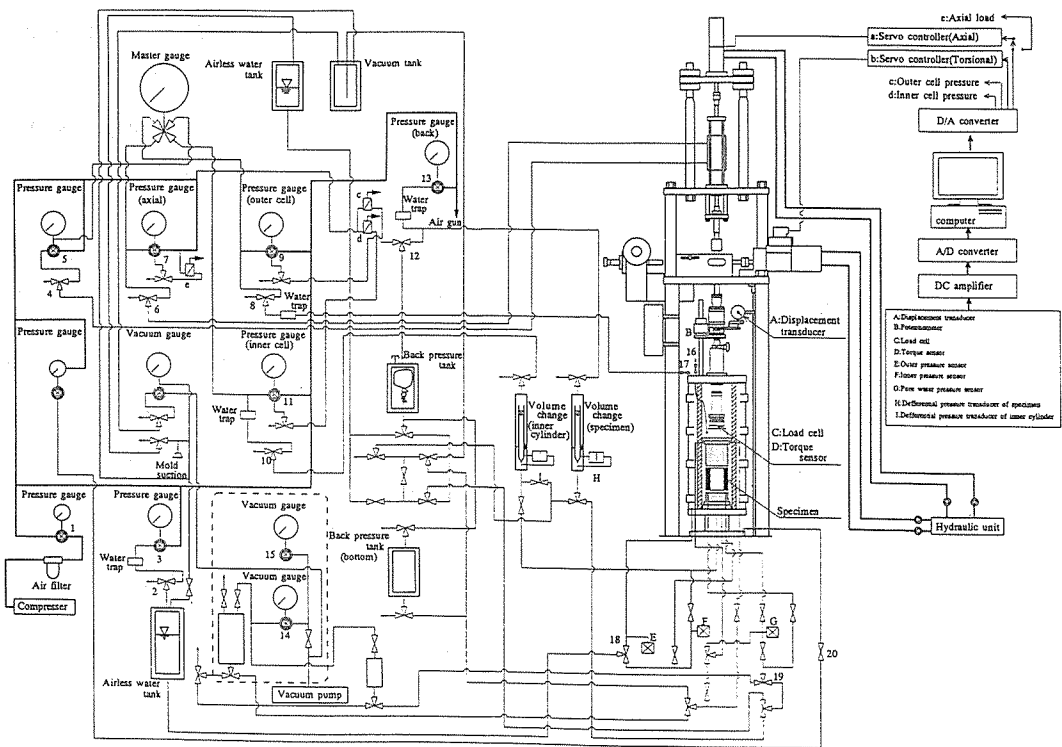 e:Axial load
a:Servo controller(Axial)
b:Servo controller(Torsional)
c:Outer cell pressure
d:Inner cell pressure
D/A converter
computer
A/D converter
DC amplifier
A:Displacement transducer
B:Potentiometer
C:Load cell
D:Torque sensor
E:Outer pressure sensor
F:Inner pressure sensor
G:Pore water pressure sensor
H:Defferential pressure transducer of specimen
I:Defferential pressure transducer of inner cylinder
Hydraulic unit
Master gauge
Airless water
tank
Vacuum tank
Pressure gauge
(back)
13
Water
trap
Air gun
c
d
12
Pressure gauge
5
4
Pressure gauge
(axial)
7
e
6
Pressure gauge
(outer cell)
9
8
Water
trap
Pressure gauge
Vacuum gauge
Mold
suction
Pressure gauge
(inner cell)
11
Water
trap
10
Back pressure
tank
Volume
change
(inner
cylinder)
Volume
change
(specimen)
H
B
16
17
A:Displacement
transducer
C:Load cell
D:Torque
sensor
Specimen
Pressure gauge
1
Air filter
Compresser
Pressure gauge
3
Water
trap
2
Airless water
tank
Vacuum gauge
15
Vacuum gauge
14
Vacuum pump
Back pressure
tank
(bottom)
18
E
F
G
19
20